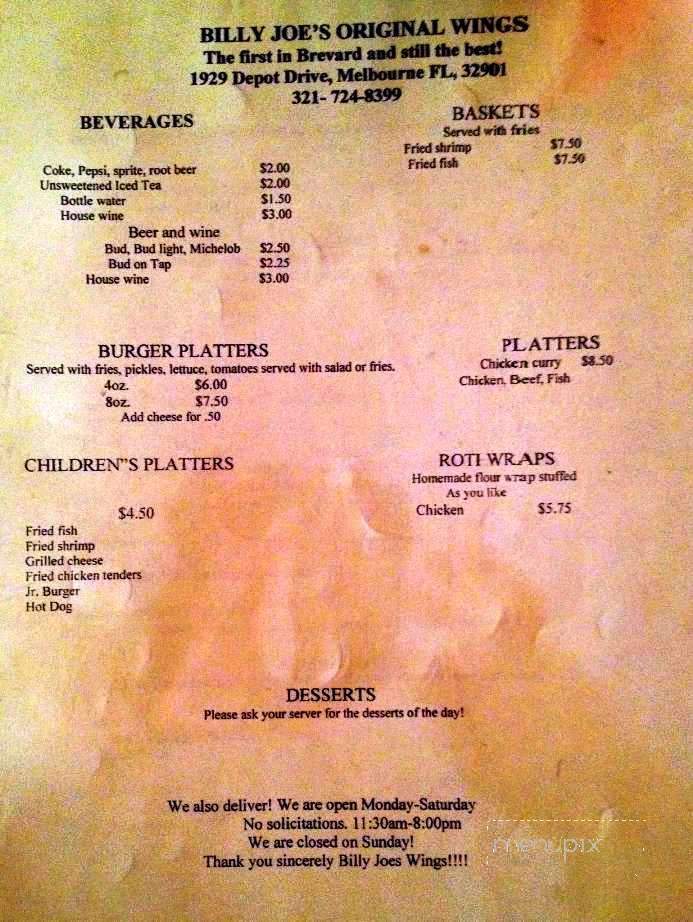 BILLY JOE'S ORIGINAL WINGS
The first in Brevard and still the best!
1929 Depot Drive, Melbourne FL, 32901
321- 724-8399
BEVERAGES
Coke, Pepsi, sprite, root beer $2.00
Unsweetened Iced Tea $2.00
Bottle water $1.50
House wine $3.00
Beer and wine
Bud, Bud light, Michelob $2.50
Bud on Tap $2.25
House wine $3.00
BASKETS
Served with fries
Fried shrimp $7.50
Fried fish $7.50
BURGER PLATTERS
Served with fries, pickles, lettuce, tomatoes served with salad or fries.
4oz. $6.00
8oz. $7.50
Add cheese for .50
PLATTERS
Chicken curry $8.50
Chicken, Beef, Fish
CHILDREN"S PLATTERS
$4.50
Fried fish
Fried shrimp
Grilled cheese
Fried chicken tenders
Jr. Burger
Hot Dog
ROTI WRAPS
Homemade flour wrap stuffed
As you like
Chicken $5.75
DESSERTS
Please ask your server for the desserts of the day!
We also deliver! We are open Monday-Saturday
No solicitations. 11:30am-8:00pm
We are closed on Sunday!
Thank you sincerely Billy Joes Wings!!!!
menupix